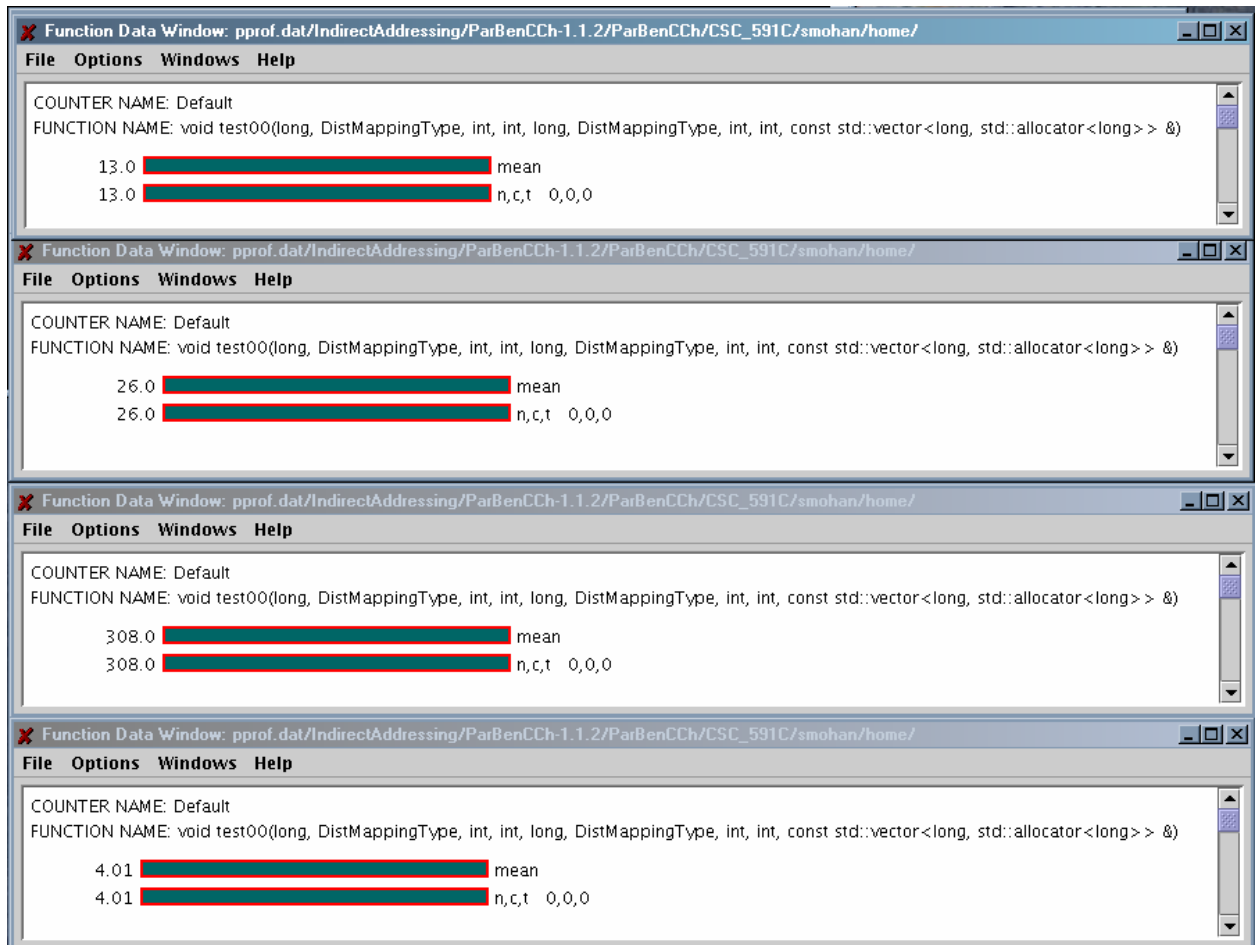 Function Data Window: pprof.dat/IndirectAddressing/ParBenCCh-1.1.2/ParBenCCh/CSC_591C/smohan/home/
File Options Windows Help
COUNTER NAME: Default
FUNCTION NAME: void test00(long, DistMappingType, int, int, long, DistMappingType, int, int, const std::vector<long, std::allocator<long>> &)
13.0 mean
13.0 n,c,t 0,0,0
Function Data Window: pprof.dat/IndirectAddressing/ParBenCCh-1.1.2/ParBenCCh/CSC_591C/smohan/home/
File Options Windows Help
COUNTER NAME: Default
FUNCTION NAME: void test00(long, DistMappingType, int, int, long, DistMappingType, int, int, const std::vector<long, std::allocator<long>> &)
26.0 mean
26.0 n,c,t 0,0,0
Function Data Window: pprof.dat/IndirectAddressing/ParBenCCh-1.1.2/ParBenCCh/CSC_591C/smohan/home/
File Options Windows Help
COUNTER NAME: Default
FUNCTION NAME: void test00(long, DistMappingType, int, int, long, DistMappingType, int, int, const std::vector<long, std::allocator<long>> &)
308.0 mean
308.0 n,c,t 0,0,0
Function Data Window: pprof.dat/IndirectAddressing/ParBenCCh-1.1.2/ParBenCCh/CSC_591C/smohan/home/
File Options Windows Help
COUNTER NAME: Default
FUNCTION NAME: void test00(long, DistMappingType, int, int, long, DistMappingType, int, int, const std::vector<long, std::allocator<long>> &)
4.01 mean
4.01 n,c,t 0,0,0